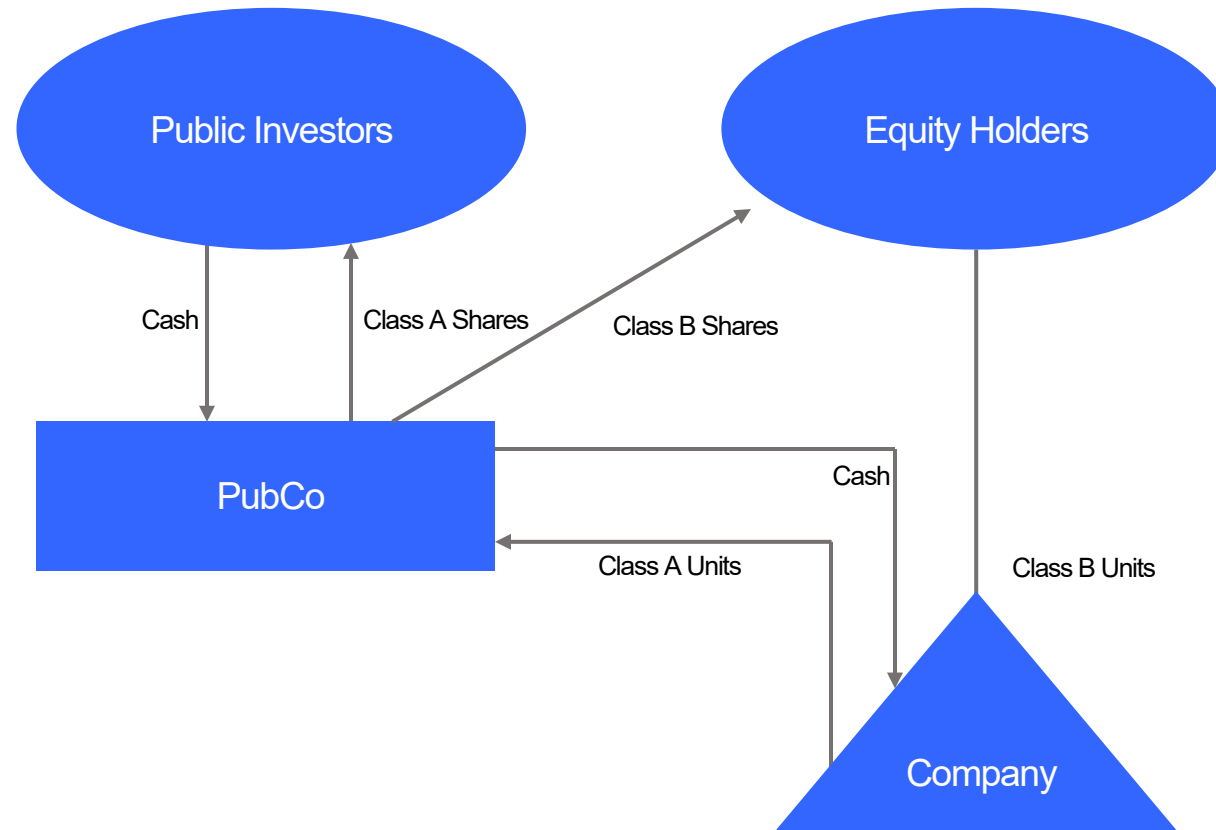 Public Investors
Equity Holders
Cash
Class A Shares
Class B Shares
PubCo
Cash
Class A Units
Class B Units
Company